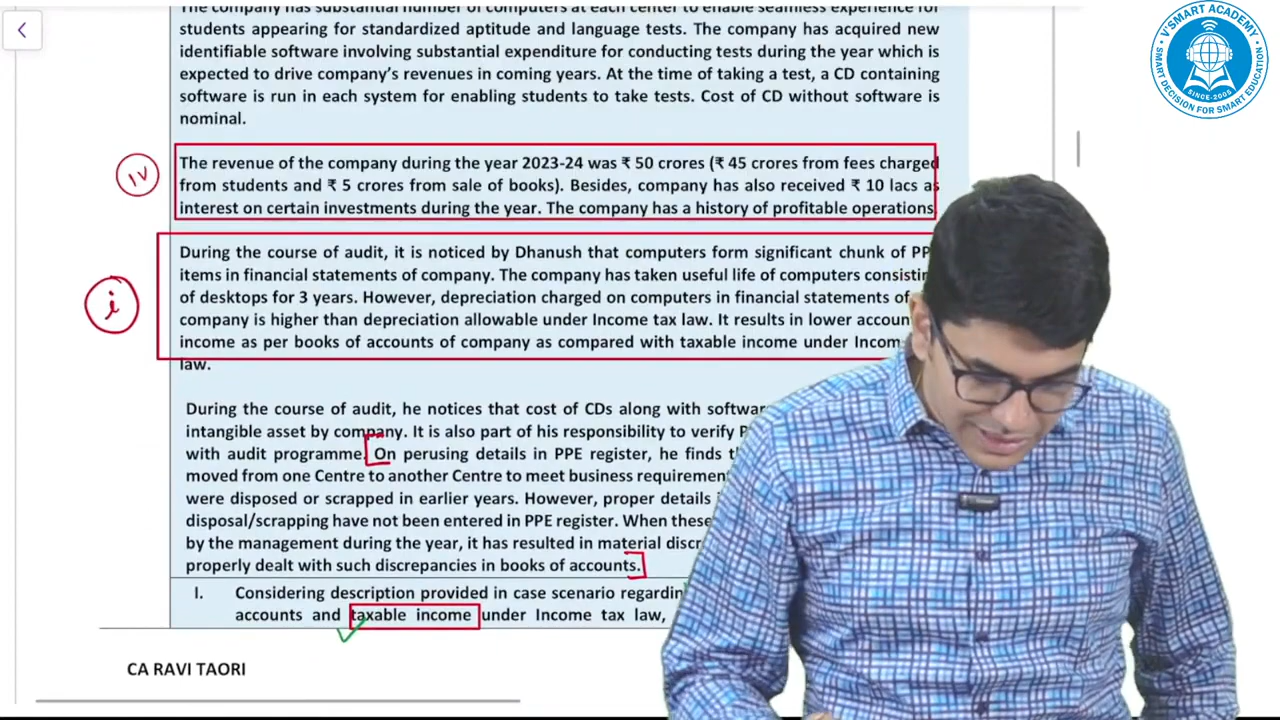 The company has substantial number of computers at each center to enable seamless experience for
students appearing for standardized aptitude and language tests. The company has acquired new
identifiable software involving substantial expenditure for conducting tests during the year which is
expected to drive company's revenues in coming years. At the time of taking a test, a CD containing
software is run in each system for enabling students to take tests. Cost of CD without software is
nominal.
iv
The revenue of the company during the year 2023-24 was ₹ 50 crores (₹ 45 crores from fees charged
from students and ₹ 5 crores from sale of books). Besides, company has also received ₹ 10 lacs as
interest on certain investments during the year. The company has a history of profitable operations.
i
During the course of audit, it is noticed by Dhanush that computers form significant chunk of PP
items in financial statements of company. The company has taken useful life of computers consistin
of desktops for 3 years. However, depreciation charged on computers in financial statements of
company is higher than depreciation allowable under Income tax law. It results in lower accoun
income as per books of accounts of company as compared with taxable income under Incom
law.
During the course of audit, he notices that cost of CDs along with softwar
intangible asset by company. It is also part of his responsibility to verify P
with audit programme. On perusing details in PPE register, he finds th
moved from one Centre to another Centre to meet business requiremen
were disposed or scrapped in earlier years. However, proper details i
disposal/scrapping have not been entered in PPE register. When these
by the management during the year, it has resulted in material discr
properly dealt with such discrepancies in books of accounts.
I. Considering description provided in case scenario regardin
accounts and taxable income under Income tax law,
CA RAVI TAORI
VSMART ACADEMY
SINCE-2005
SMART DECISION FOR SMART EDUCATION